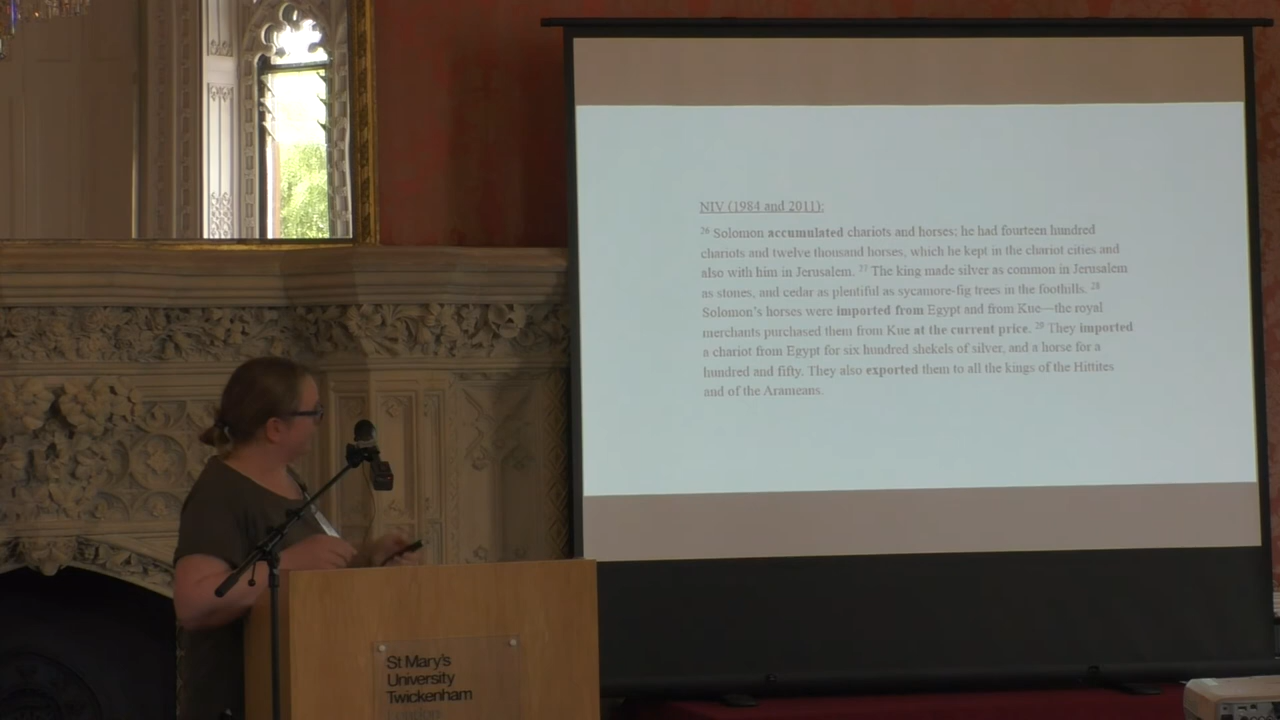 NIV (1984 and 2011):
26 Solomon accumulated chariots and horses; he had fourteen hundred
chariots and twelve thousand horses, which he kept in the chariot cities and
also with him in Jerusalem. 27 The king made silver as common in Jerusalem
as stones, and cedar as plentiful as sycamore-fig trees in the foothills. 28
Solomon's horses were imported from Egypt and from Kue—the royal
merchants purchased them from Kue at the current price. 29 They imported
a chariot from Egypt for six hundred shekels of silver, and a horse for a
hundred and fifty. They also exported them to all the kings of the Hittites
and of the Arameans.
St Mary's
University
Twickenham
London